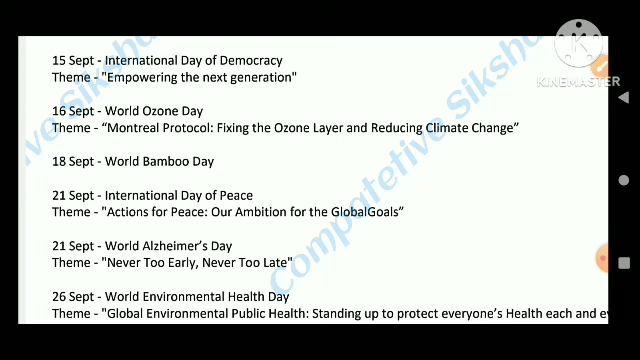 15 Sept - International Day of Democracy
Theme - "Empowering the next generation"
16 Sept - World Ozone Day
Theme - “Montreal Protocol: Fixing the Ozone Layer and Reducing Climate Change”
18 Sept - World Bamboo Day
21 Sept - International Day of Peace
Theme - "Actions for Peace: Our Ambition for the GlobalGoals”
21 Sept - World Alzheimer’s Day
Theme - "Never Too Early, Never Too Late"
26 Sept - World Environmental Health Day
Theme - "Global Environmental Public Health: Standing up to protect everyone’s Health each and
Compatetive Siksha
KINEMASTER